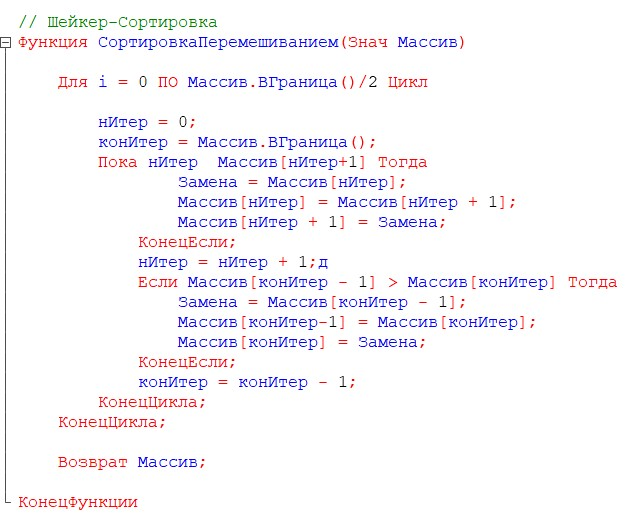 // Шейкер-Сортировка
Функция СортировкаПеремешиванием(Знач Массив)
Для i = 0 ПО Массив.ВГраница()/2 Цикл
нИтер = 0;
конИтер = Массив.ВГраница();
Пока нИтер  Массив[нИтер+1] Тогда
Замена = Массив[нИтер];
Массив[нИтер] = Массив[нИтер + 1];
Массив[нИтер + 1] = Замена;
КонецЕсли;
нИтер = нИтер + 1;д
Если Массив[конИтер - 1] > Массив[конИтер] Тогда
Замена = Массив[конИтер - 1];
Массив[конИтер-1] = Массив[конИтер];
Массив[конИтер] = Замена;
КонецЕсли;
конИтер = конИтер - 1;
КонецЦикла;
КонецЦикла;
Возврат Массив;
КонецФункции